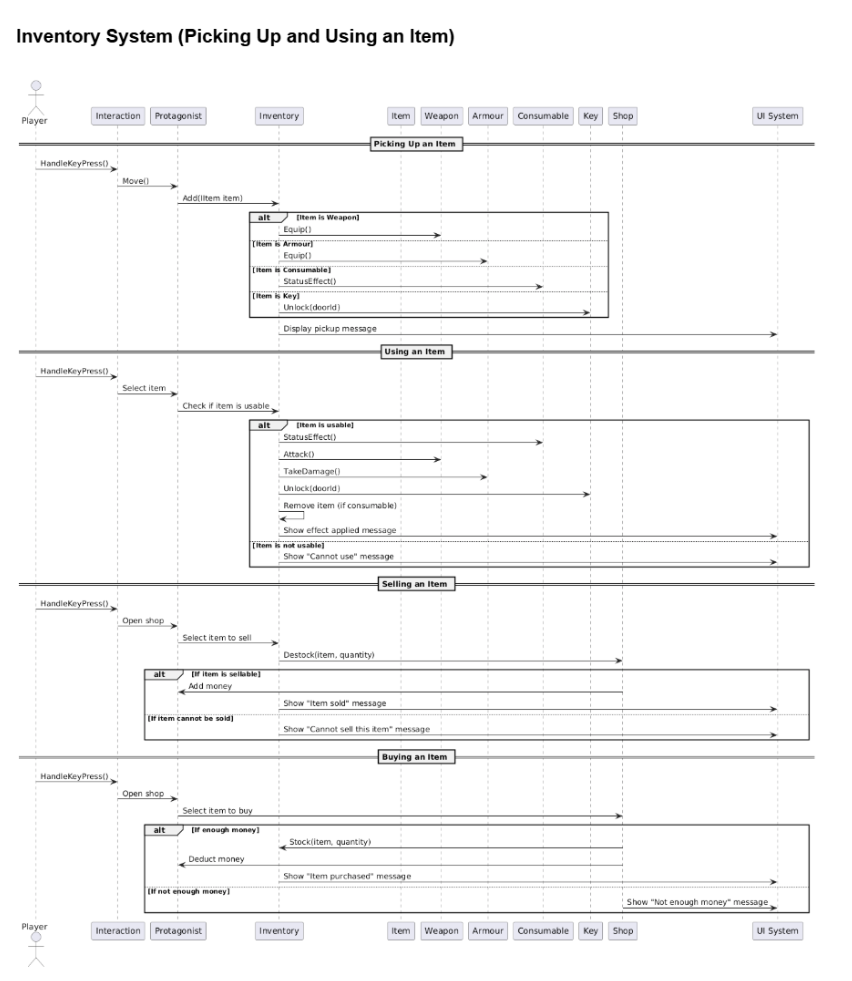 Inventory System (Picking Up and Using an Item)
Player
Interaction Protagonist Inventory Item Weapon Armour Consumable Key Shop UI System
Picking Up an Item
HandleKeyPress()
Move()
Add(IItem item)
alt [Item is Weapon]
Equip()
[Item is Armour]
Equip()
[Item is Consumable]
StatusEffect()
[Item is Key]
Unlock(doorId)
Display pickup message
Using an Item
HandleKeyPress()
Select item
Check if item is usable
alt [Item is usable]
StatusEffect()
Attack()
TakeDamage()
Unlock(doorId)
Remove item (if consumable)
Show effect applied message
[Item is not usable]
Show "Cannot use" message
Selling an Item
HandleKeyPress()
Open shop
Select item to sell
Destock(item, quantity)
alt [If item is sellable]
Add money
Show "Item sold" message
[If item cannot be sold]
Show "Cannot sell this item" message
Buying an Item
HandleKeyPress()
Open shop
Select item to buy
alt [If enough money]
Stock(item, quantity)
Deduct money
Show "Item purchased" message
[If not enough money]
Show "Not enough money" message
Player
Interaction Protagonist Inventory Item Weapon Armour Consumable Key Shop UI System